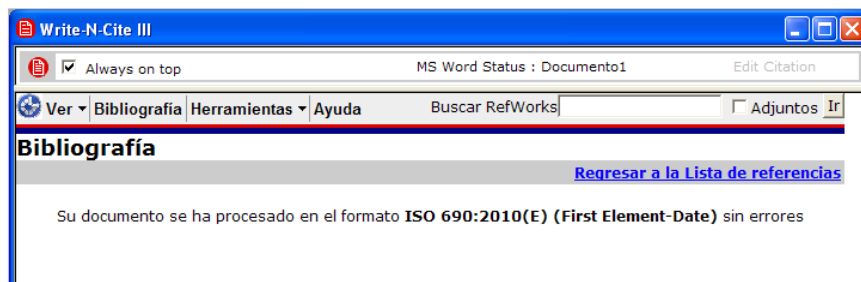 Write-N-Cite III
Always on top MS Word Status : Documento1 Edit Citation
Ver Bibliografía Herramientas Ayuda Buscar RefWorks Adjuntos Ir
Bibliografía
Regresar a la Lista de referencias
Su documento se ha procesado en el formato ISO 690:2010(E) (First Element-Date) sin errores